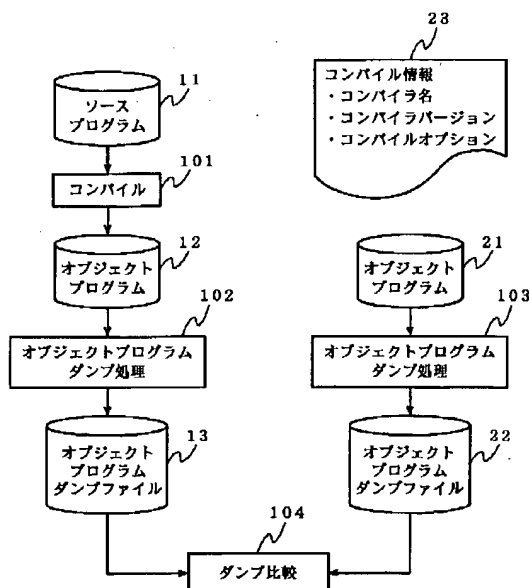 23
コンパイル情報
・コンパイラ名
・コンパイラバージョン
・コンパイルオプション
11
ソース
プログラム
101
コンパイル
12
オブジェクト
プログラム
21
オブジェクト
プログラム
102
オブジェクトプログラム
ダンプ処理
103
オブジェクトプログラム
ダンプ処理
13
オブジェクト
プログラム
ダンプファイル
22
オブジェクト
プログラム
ダンプファイル
104
ダンプ比較